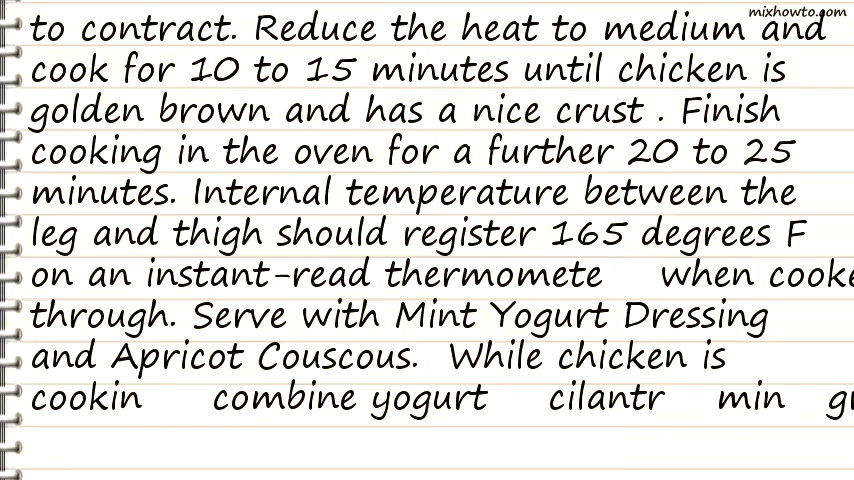 mixhowto.com
to contract. Reduce the heat to medium and
cook for 10 to 15 minutes until chicken is
golden brown and has a nice crust . Finish
cooking in the oven for a further 20 to 25
minutes. Internal temperature between the
leg and thigh should register 165 degrees F
on an instant-read thermomete when cooke
through. Serve with Mint Yogurt Dressing
and Apricot Couscous. While chicken is
cookin combine yogurt cilantr min